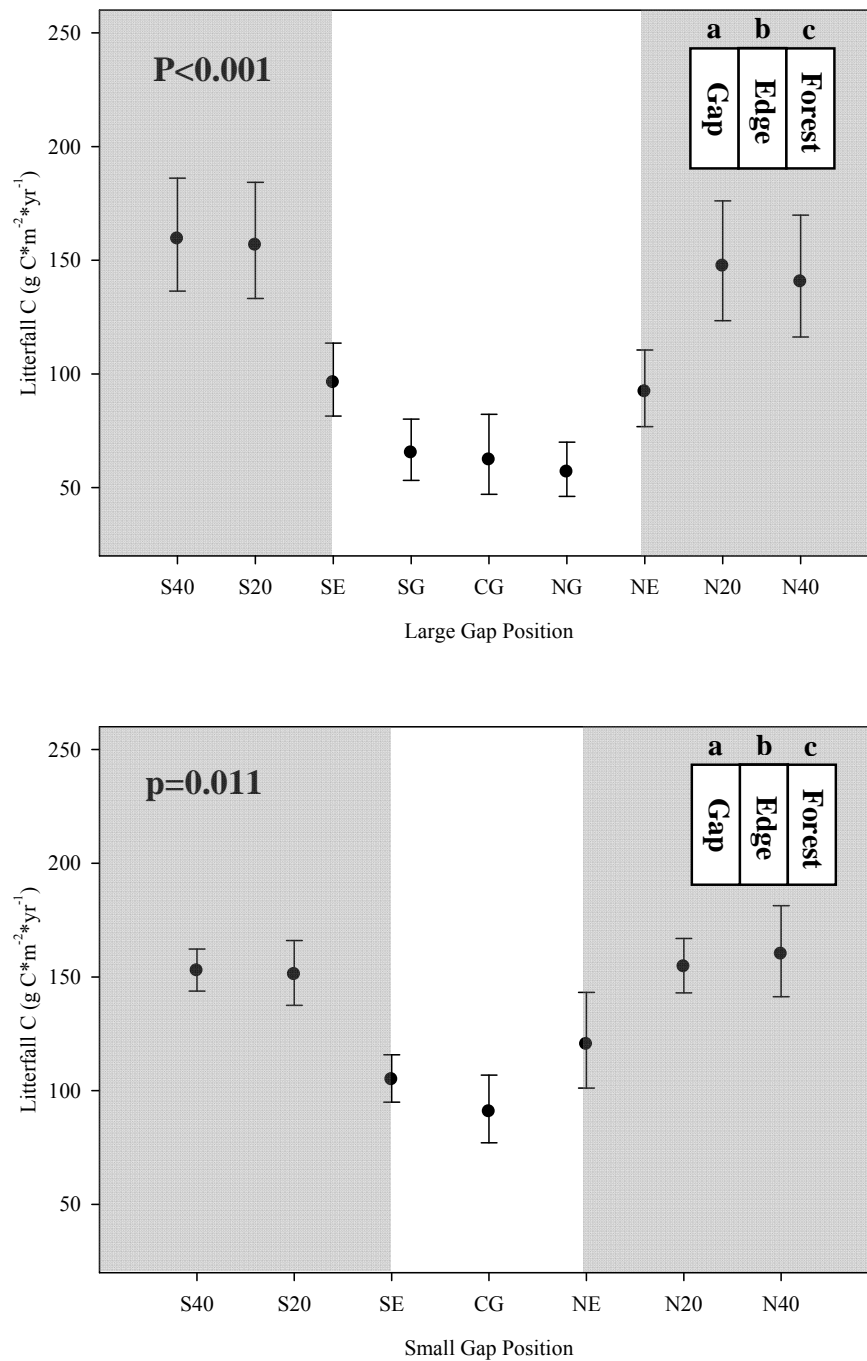 250
200
150
100
50
Litterfall C (g C*m-2*yr-1)
P<0.001
a b c
Gap Edge Forest
S40 S20 SE SG CG NG NE N20 N40
Large Gap Position
250
200
150
100
50
Litterfall C (g C*m-2*yr-1)
p=0.011
a b c
Gap Edge Forest
S40 S20 SE CG NE N20 N40
Small Gap Position